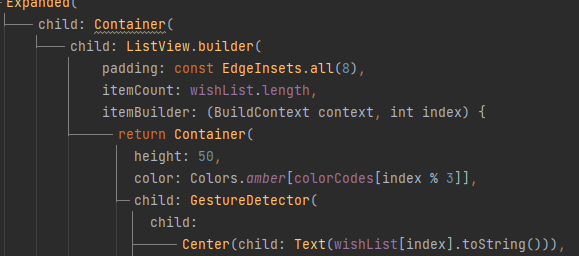 Expanded(
child: Container(
child: ListView.builder(
padding: const EdgeInsets.all(8),
itemCount: wishList.length,
itemBuilder: (BuildContext context, int index) {
return Container(
height: 50,
color: Colors.amber[colorCodes[index % 3]],
child: GestureDetector(
child:
Center(child: Text(wishList[index].toString())),